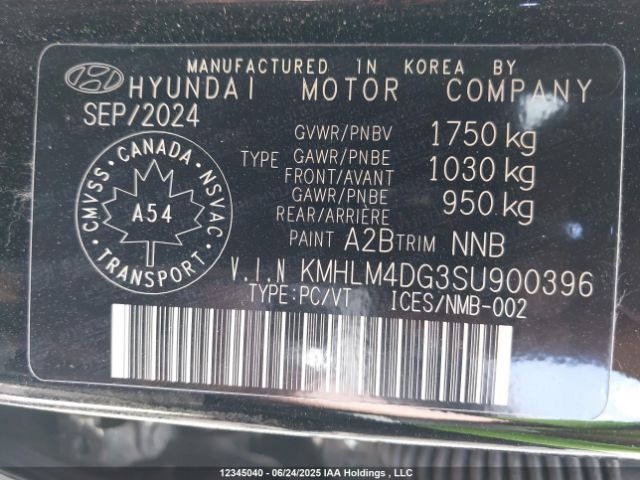 MANUFACTURED IN KOREA BY
HYUNDAI MOTOR COMPANY
SEP/2024
GVWR/PNBV 1750 kg
TYPE GAWR/PNBE FRONT/AVANT 1030 kg
GAWR/PNBE REAR/ARRIÈRE 950 kg
PAINT A2B TRIM NNB
CMVSS · CANADA · NSVAC
A54
TRANSPORT
V.I.N KMHLM4DG3SU900396
TYPE:PC/VT ICES/NMB-002
12345040 - 06/24/2025 IAA Holdings , LLC